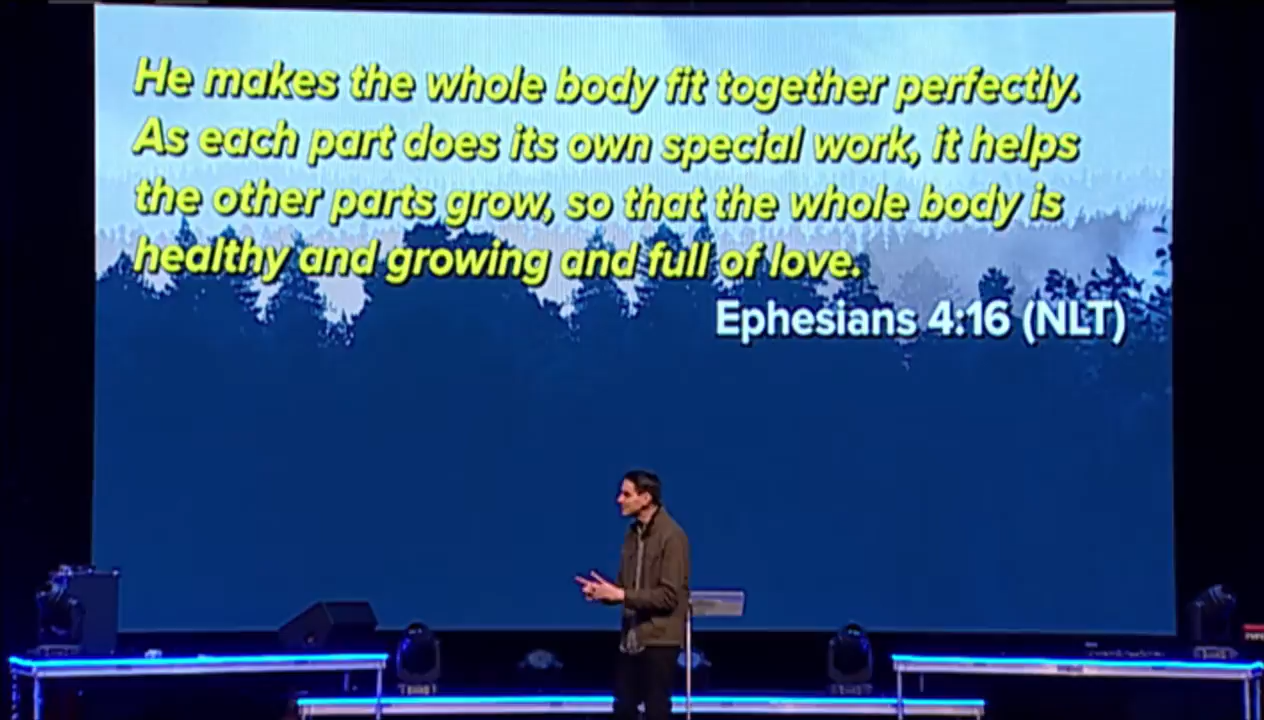 He makes the whole body fit together perfectly.
As each part does its own special work, it helps
the other parts grow, so that the whole body is
healthy and growing and full of love.
Ephesians 4:16 (NLT)